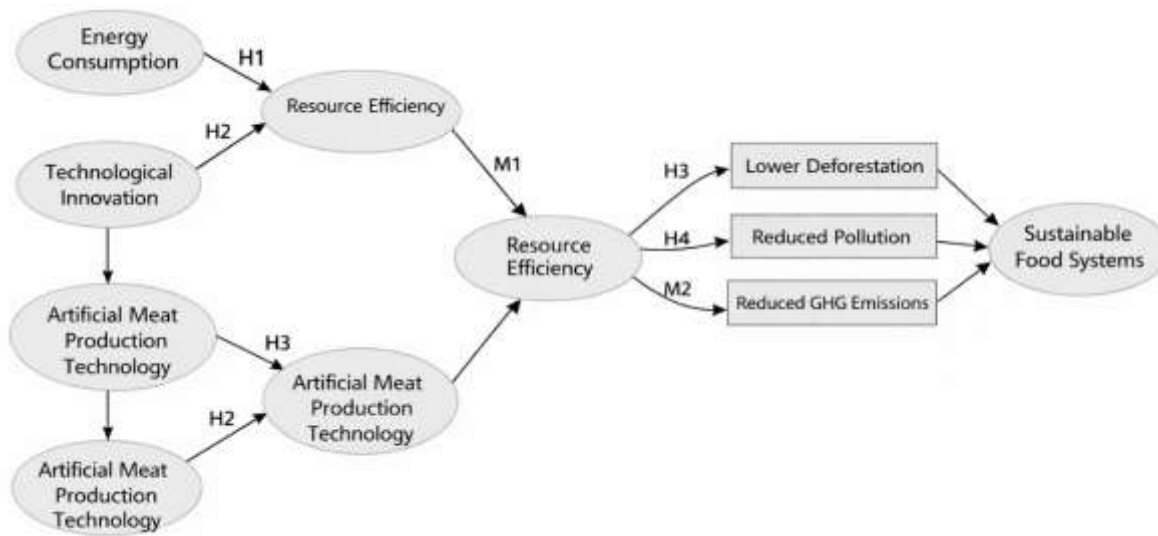 Energy
Consumption
H1
Resource Efficiency
H2
Technological
Innovation
M1
H3
Lower Deforestation
Resource
Efficiency
H4
Reduced Pollution
Sustainable
Food Systems
M2
Reduced GHG Emissions
Artificial Meat
Production
Technology
H3
Artificial Meat
Production
Technology
H2
Artificial Meat
Production
Technology